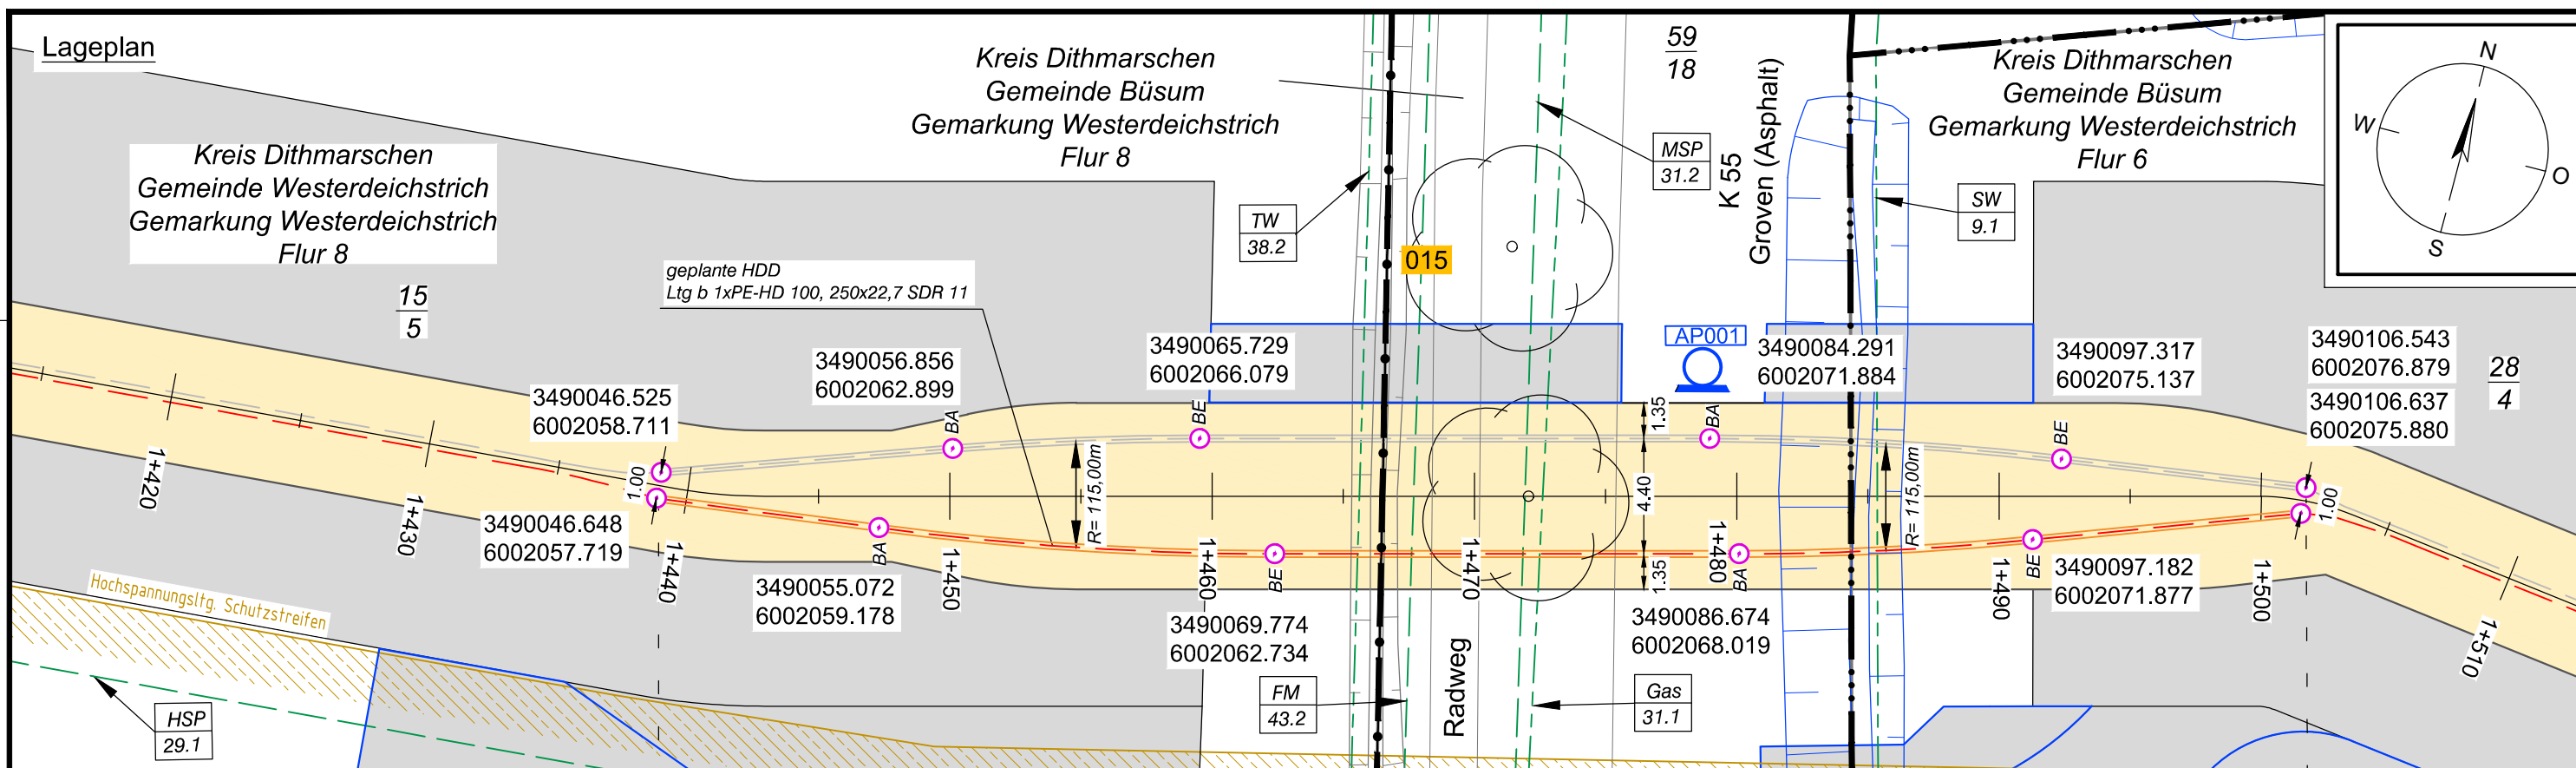 Lageplan
Kreis Dithmarschen
Gemeinde Westerdeichstrich
Gemarkung Westerdeichstrich
Flur 8
15
5
Kreis Dithmarschen
Gemeinde Büsum
Gemarkung Westerdeichstrich
Flur 8
59
18
Kreis Dithmarschen
Gemeinde Büsum
Gemarkung Westerdeichstrich
Flur 6
N
W
O
S
MSP
31.2
K 55
Groven (Asphalt)
SW
9.1
TW
38.2
015
geplante HDD
Ltg b 1xPE-HD 100, 250x22,7 SDR 11
AP001
3490046.525
6002058.711
3490056.856
6002062.899
3490065.729
6002066.079
3490084.291
6002071.884
3490097.317
6002075.137
3490106.543
6002076.879
3490106.637
6002075.880
28
4
BA
BE
BA
BE
1.35
4.40
1.35
1.00
1.00
R= 115,00m
R= 115,00m
BA
BE
BA
BE
1+420
1+430
1+440
1+450
1+460
1+470
1+480
1+490
1+500
1+510
3490046.648
6002057.719
3490055.072
6002059.178
3490069.774
6002062.734
3490086.674
6002068.019
3490097.182
6002071.877
Hochspannungsltg. Schutzstreifen
HSP
29.1
FM
43.2
Radweg
Gas
31.1